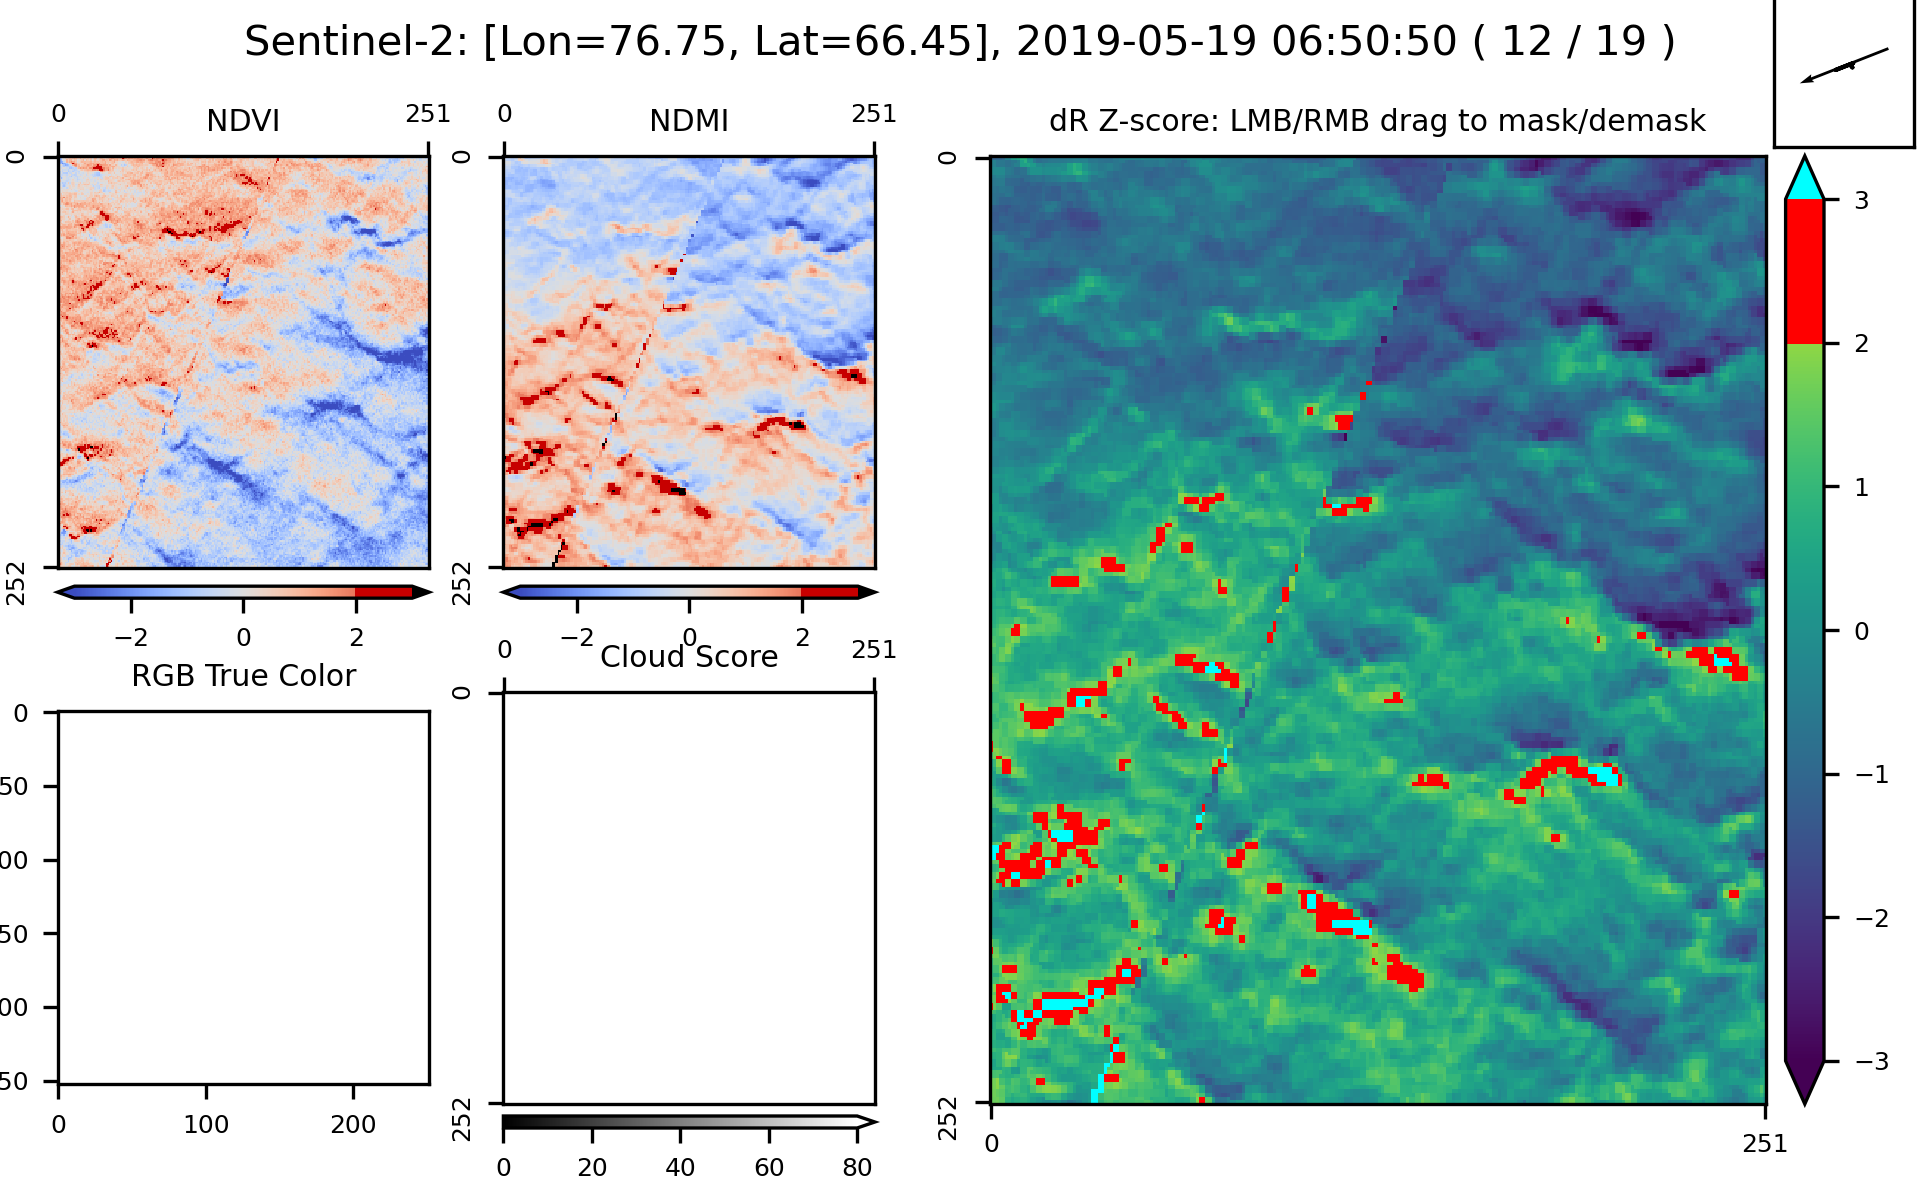 Sentinel-2: [Lon=76.75, Lat=66.45], 2019-05-19 06:50:50 ( 12 / 19 )
0 NDVI 251
0
252
−2 0 2
0 NDMI 251
0
252
−2 0 2
dR Z-score: LMB/RMB drag to mask/demask
0
252
0 251
3
2
1
0
−1
−2
−3
RGB True Color
0
50
00
50
00
50
0 100 200
0 Cloud Score 251
0
252
0 20 40 60 80